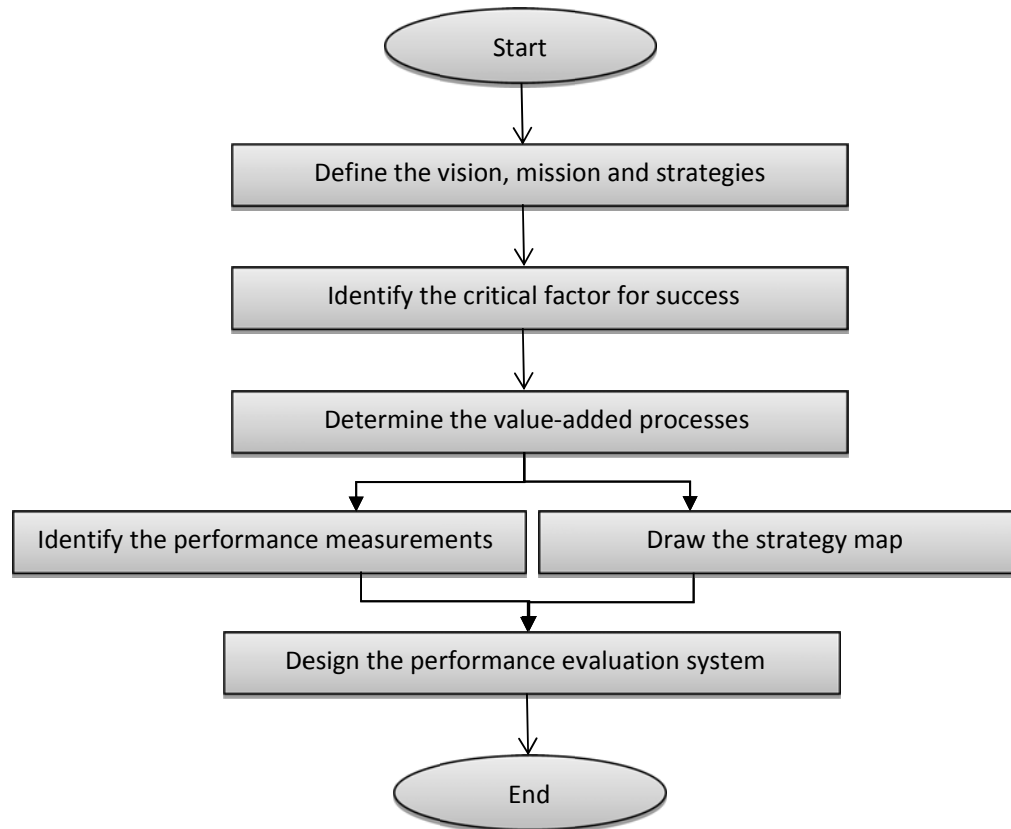 Start
Define the vision, mission and strategies
Identify the critical factor for success
Determine the value-added processes
Identify the performance measurements
Draw the strategy map
Design the performance evaluation system
End